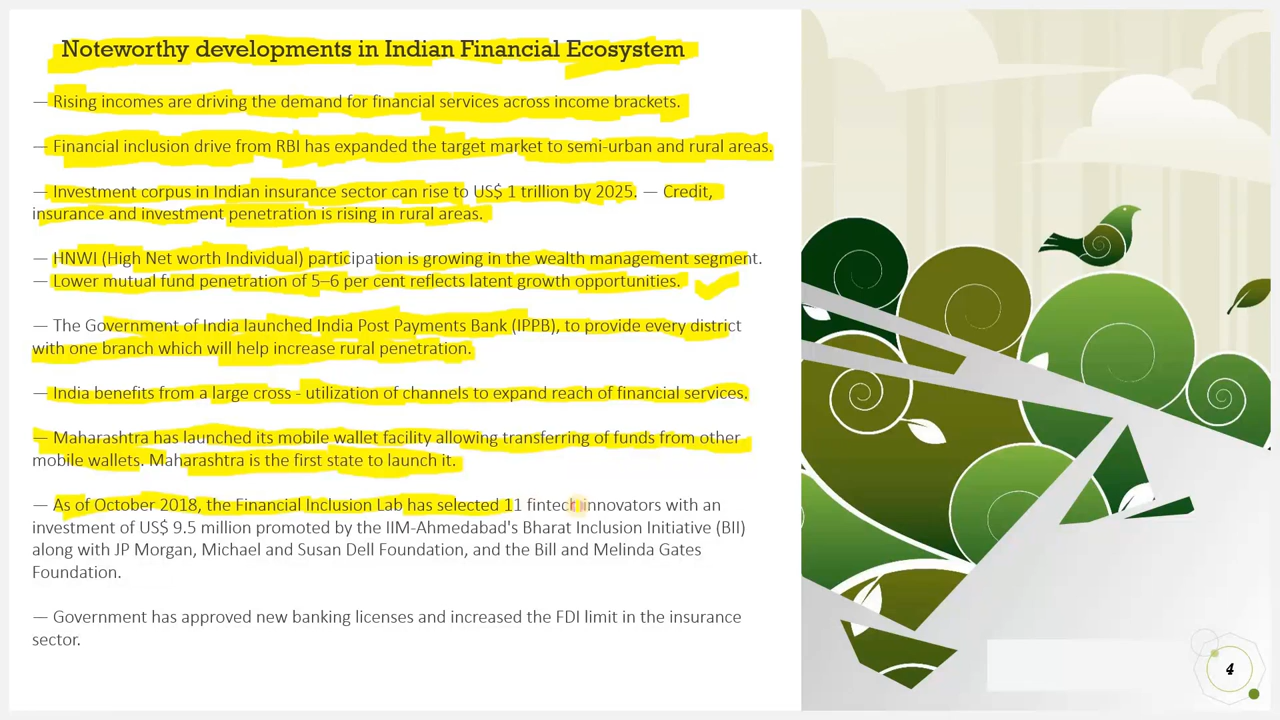 Noteworthy developments in Indian Financial Ecosystem
— Rising incomes are driving the demand for financial services across income brackets.
— Financial inclusion drive from RBI has expanded the target market to semi-urban and rural areas.
— Investment corpus in Indian insurance sector can rise to US$ 1 trillion by 2025. — Credit,
insurance and investment penetration is rising in rural areas.
— HNWI (High Net worth Individual) participation is growing in the wealth management segment.
— Lower mutual fund penetration of 5–6 per cent reflects latent growth opportunities.
— The Government of India launched India Post Payments Bank (IPPB), to provide every district
with one branch which will help increase rural penetration.
— India benefits from a large cross - utilization of channels to expand reach of financial services.
— Maharashtra has launched its mobile wallet facility allowing transferring of funds from other
mobile wallets. Maharashtra is the first state to launch it.
— As of October 2018, the Financial Inclusion Lab has selected 11 fintech innovators with an
investment of US$ 9.5 million promoted by the IIM-Ahmedabad's Bharat Inclusion Initiative (BII)
along with JP Morgan, Michael and Susan Dell Foundation, and the Bill and Melinda Gates
Foundation.
— Government has approved new banking licenses and increased the FDI limit in the insurance
sector.
4